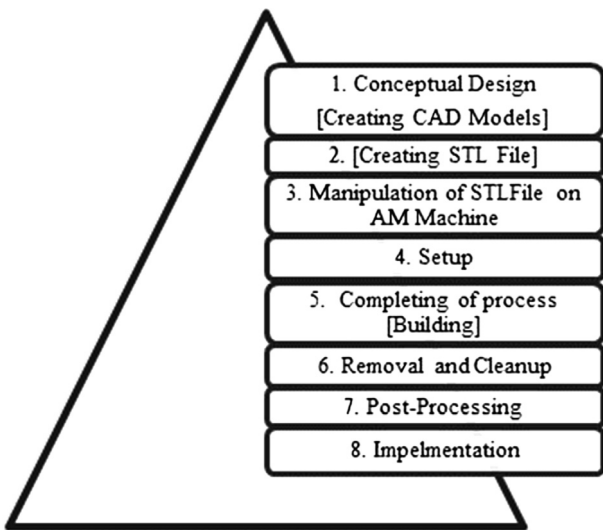 1. Conceptual Design
[Creating CAD Models]
2. [Creating STL File]
3. Manipulation of STLFile on
AM Machine
4. Setup
5. Completing of process
[Building]
6. Removal and Cleanup
7. Post-Processing
8. Impelmentation